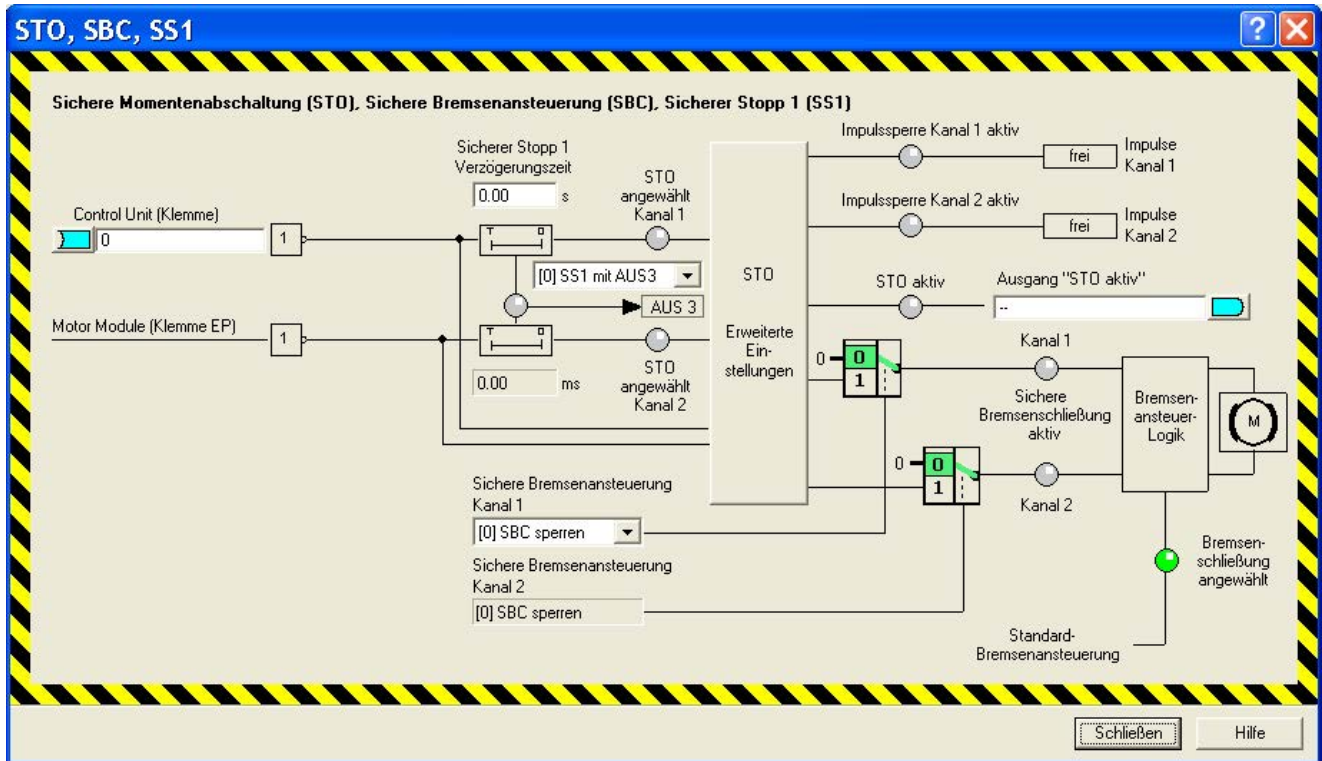 STO, SBC, SS1
Sichere Momentenabschaltung (STO), Sichere Bremsenansteuerung (SBC), Sicherer Stopp 1 (SS1)
Sicherer Stopp 1
Verzögerungszeit
0.00 s
STO
angewählt
Kanal 1
Impulssperre Kanal 1 aktiv
frei
Impulse
Kanal 1
Control Unit (Klemme)
0
1
T 0
Impulssperre Kanal 2 aktiv
frei
Impulse
Kanal 2
[0] SS1 mit AUS3
AUS 3
STO
Erweiterte
Ein-
stellungen
STO aktiv
Ausgang "STO aktiv"
--
Motor Module (Klemme EP)
1
T 0
0.00 ms
STO
angewählt
Kanal 2
0
0
1
Kanal 1
Sichere
Bremsenschließung
aktiv
Bremsen-
ansteuer-
Logik
M
0
0
1
Kanal 2
Sichere Bremsenansteuerung
Kanal 1
[0] SBC sperren
Sichere Bremsenansteuerung
Kanal 2
[0] SBC sperren
Bremsen-
schließung
angewählt
Standard-
Bremsenansteuerung
Schließen
Hilfe